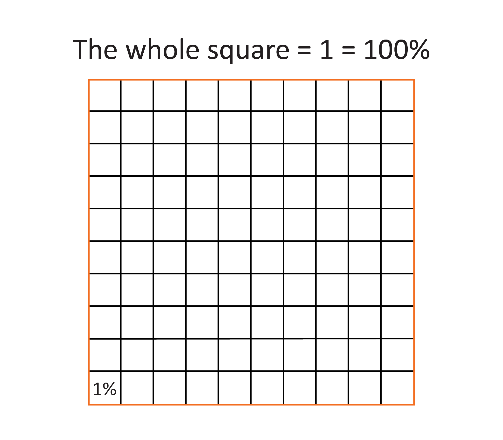 The whole square = 1 = 100%
1%